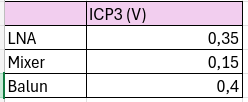 ICP3 (V)
LNA 0,35
Mixer 0,15
Balun 0,4